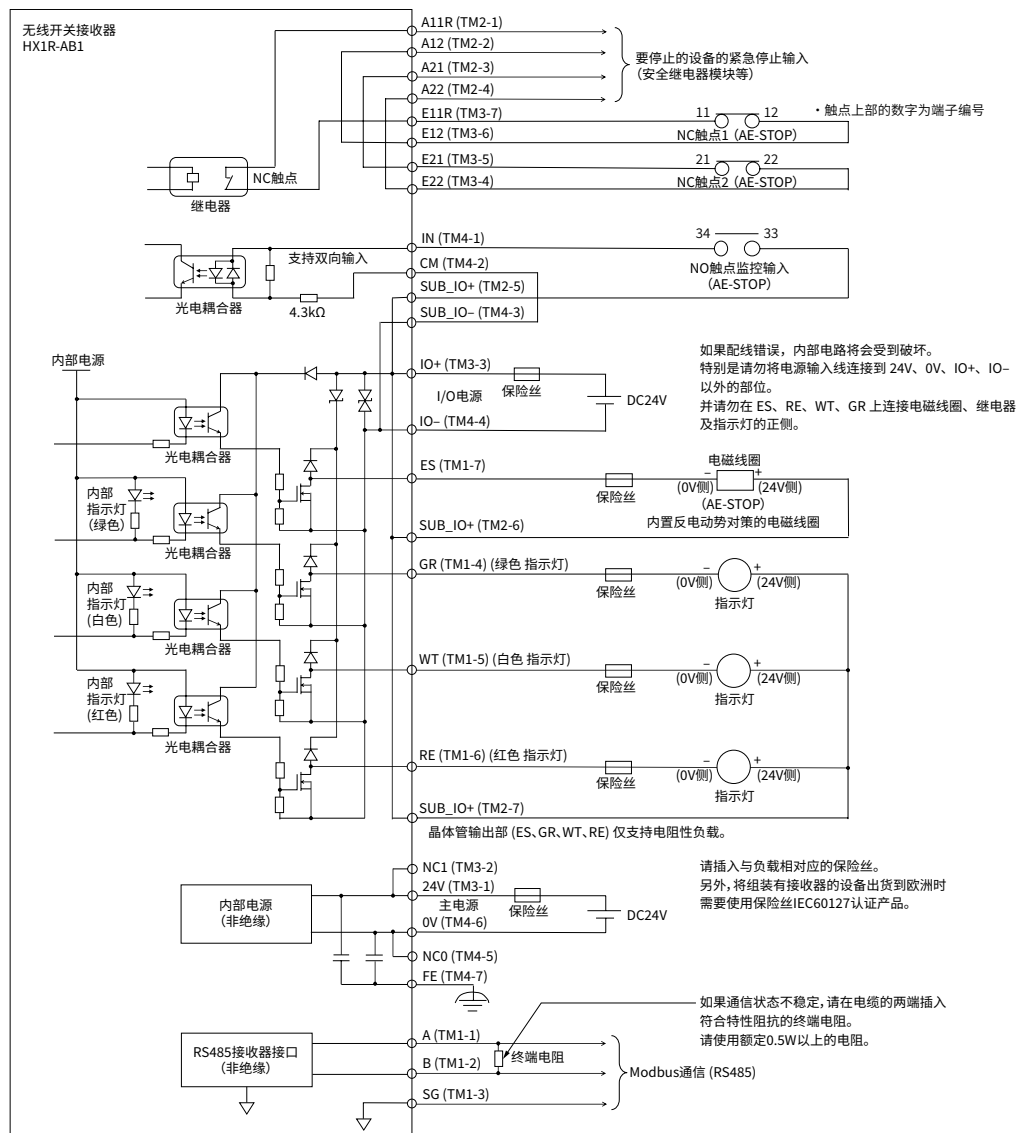 无线开关接收器
HX1R-AB1
A11R (TM2-1)
A12 (TM2-2)
A21 (TM2-3)
A22 (TM2-4)
要停止的设备的紧急停止输入
（安全继电器模块等）
E11R (TM3-7)
11
12
・触点上部的数字为端子编号
E12 (TM3-6)
NC触点1（AE-STOP）
E21 (TM3-5)
21
22
E22 (TM3-4)
NC触点2（AE-STOP）
NC触点
继电器
IN (TM4-1)
34
33
支持双向输入
CM (TM4-2)
NO触点监控输入
（AE-STOP）
SUB_IO+ (TM2-5)
光电耦合器
4.3kΩ
SUB_IO– (TM4-3)
内部电源
IO+ (TM3-3)
保险丝
I/O电源
DC24V
IO– (TM4-4)
如果配线错误，内部电路将会受到破坏。
特别是请勿将电源输入线连接到 24V、0V、IO+、IO–
以外的部位。
并请勿在 ES、RE、WT、GR 上连接电磁线圈、继电器
及指示灯的正侧。
光电耦合器
ES (TM1-7)
保险丝
电磁线圈
–
+
(0V侧)
(24V侧)
（AE-STOP）
内置反电动势对策的电磁线圈
内部
指示灯
（绿色）
SUB_IO+ (TM2-6)
光电耦合器
GR (TM1-4) (绿色 指示灯)
保险丝
–
+
(0V侧)
(24V侧)
指示灯
内部
指示灯
(白色)
光电耦合器
WT (TM1-5) (白色 指示灯)
保险丝
–
+
(0V侧)
(24V侧)
指示灯
内部
指示灯
(红色)
光电耦合器
RE (TM1-6) (红色 指示灯)
保险丝
–
+
(0V侧)
(24V侧)
指示灯
SUB_IO+ (TM2-7)
晶体管输出部 (ES、GR、WT、RE) 仅支持电阻性负载。
NC1 (TM3-2)
24V (TM3-1)
主电源
保险丝
DC24V
0V (TM4-6)
内部电源
（非绝缘）
NC0 (TM4-5)
FE (TM4-7)
请插入与负载相对应的保险丝。
另外，将组装有接收器的设备出货到欧洲时
需要使用保险丝IEC60127认证产品。
如果通信状态不稳定，请在电缆的两端插入
符合特性阻抗的终端电阻。
请使用额定0.5W以上的电阻。
RS485接收器接口
（非绝缘）
A (TM1-1)
终端电阻
B (TM1-2)
Modbus通信 (RS485)
SG (TM1-3)